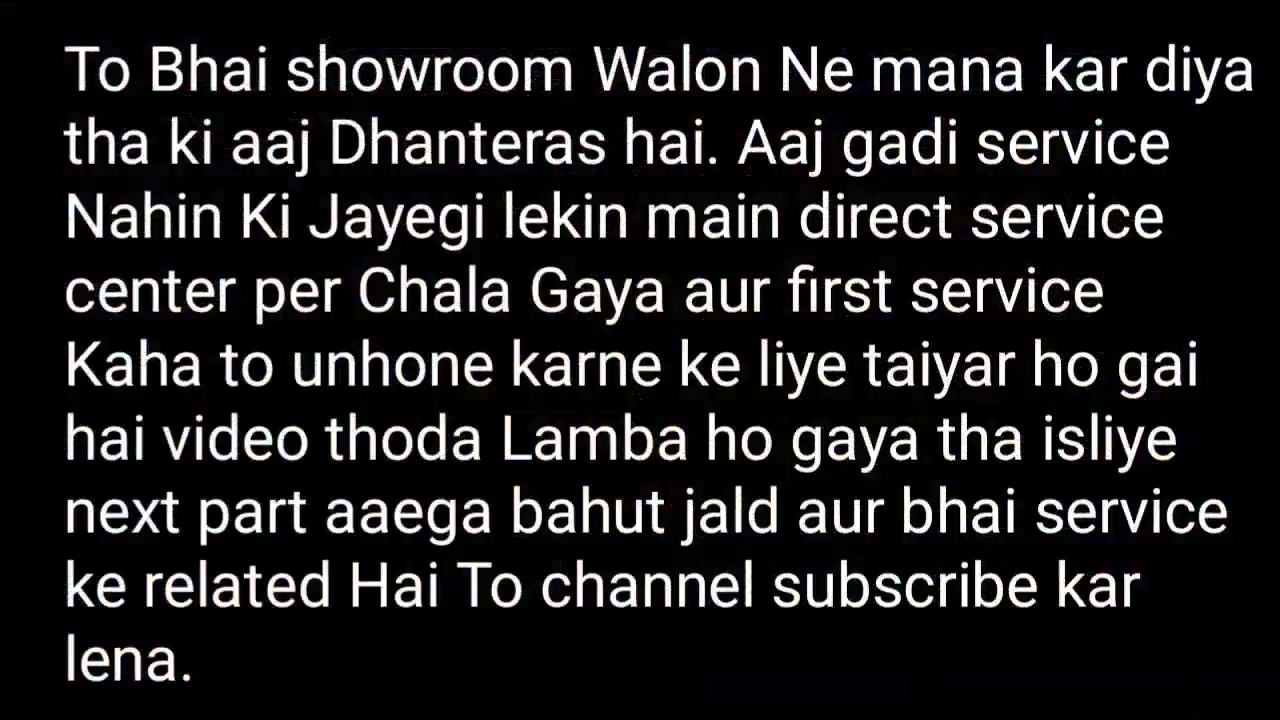 To Bhai showroom Walon Ne mana kar diya
tha ki aaj Dhanteras hai. Aaj gadi service
Nahin Ki Jayegi lekin main direct service
center per Chala Gaya aur first service
Kaha to unhone karne ke liye taiyar ho gai
hai video thoda Lamba ho gaya tha isliye
next part aaega bahut jald aur bhai service
ke related Hai To channel subscribe kar
lena.